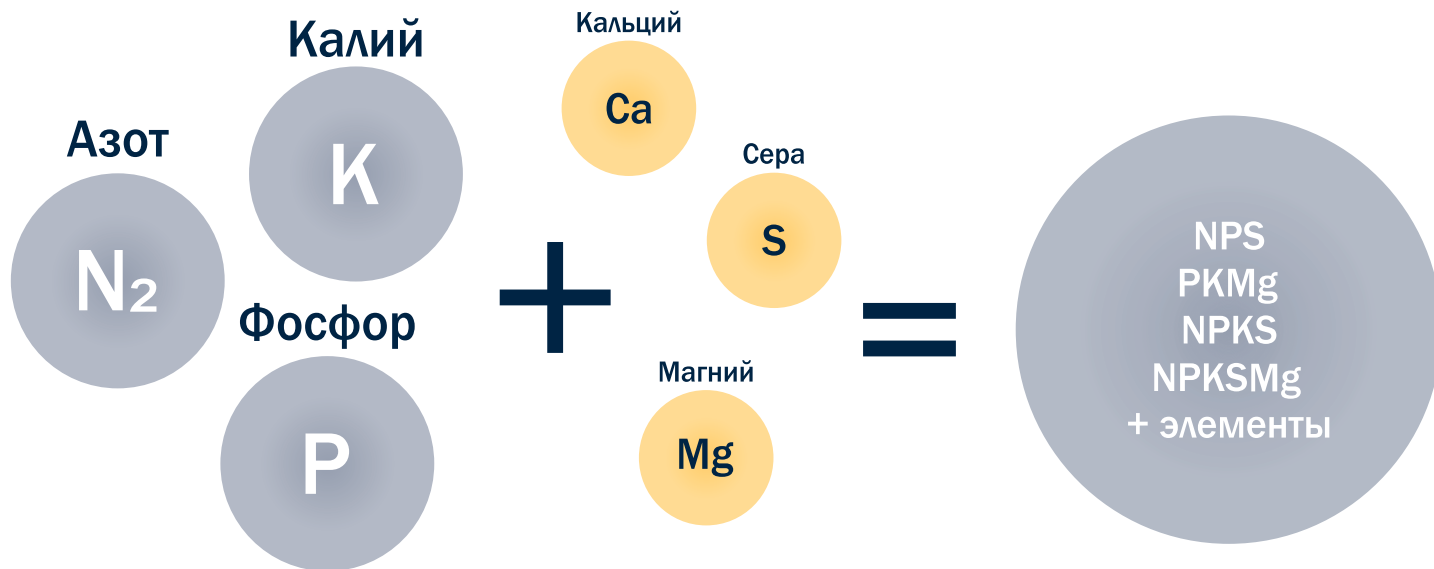 Азот
N₂
Калий
K
Фосфор
P
+
Кальций
Ca
Сера
S
Магний
Mg
=
NPS
PKMg
NPKS
NPKSMg
+ элементы